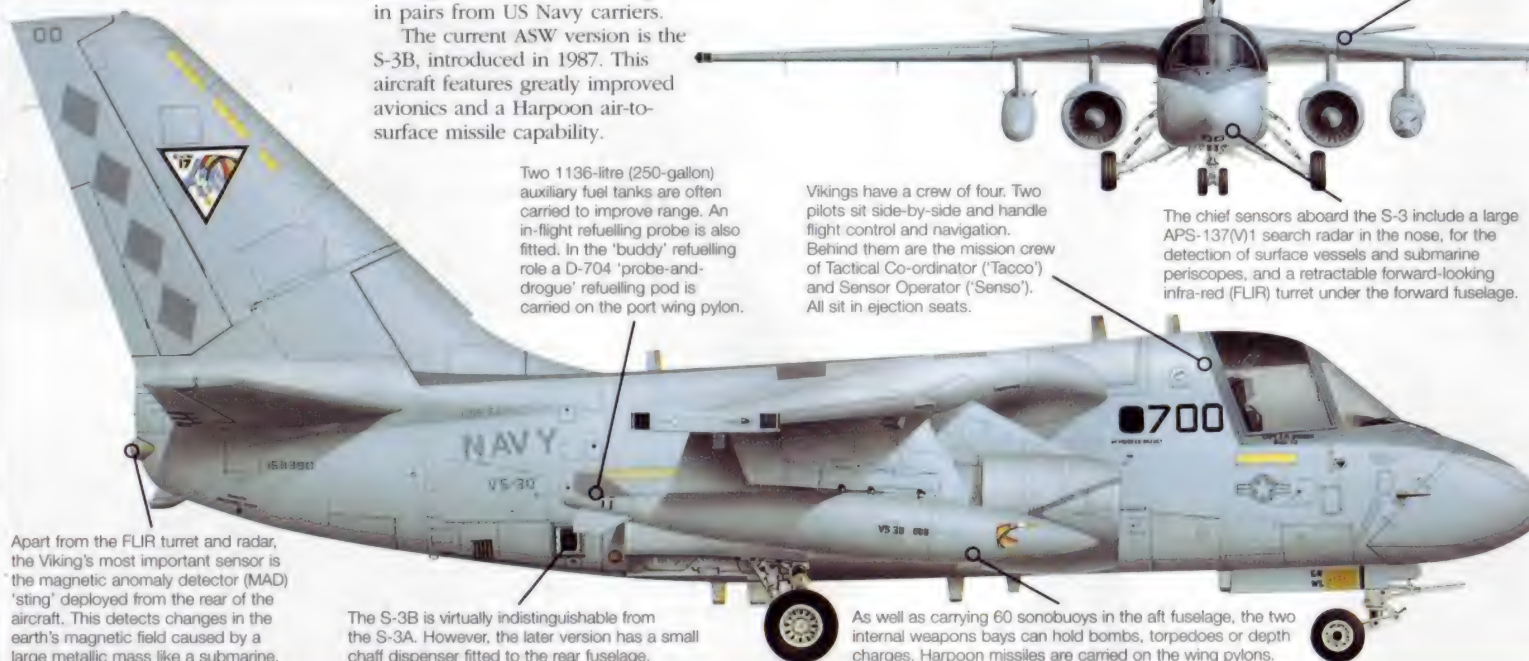 in pairs from US Navy carriers.
The current ASW version is the
S-3B, introduced in 1987. This
aircraft features greatly improved
avionics and a Harpoon air-to-
surface missile capability.
Two 1136-litre (250-gallon)
auxiliary fuel tanks are often
carried to improve range. An
in-flight refuelling probe is also
fitted. In the 'buddy' refuelling
role a D-704 'probe-and-
drogue' refuelling pod is
carried on the port wing pylon.
Vikings have a crew of four. Two
pilots sit side-by-side and handle
flight control and navigation.
Behind them are the mission crew
of Tactical Co-ordinator ('Tacco')
and Sensor Operator ('Senso').
All sit in ejection seats.
The chief sensors aboard the S-3 include a large
APS-137(V)1 search radar in the nose, for the
detection of surface vessels and submarine
periscopes, and a retractable forward-looking
infra-red (FLIR) turret under the forward fuselage.
00
17
700
NAVY
VS-30
VS 30
Apart from the FLIR turret and radar,
the Viking's most important sensor is
the magnetic anomaly detector (MAD)
'sting' deployed from the rear of the
aircraft. This detects changes in the
earth's magnetic field caused by a
large metallic mass like a submarine.
The S-3B is virtually indistinguishable from
the S-3A. However, the later version has a small
chaff dispenser fitted to the rear fuselage.
As well as carrying 60 sonobuoys in the aft fuselage, the two
internal weapons bays can hold bombs, torpedoes or depth
charges. Harpoon missiles are carried on the wing pylons.